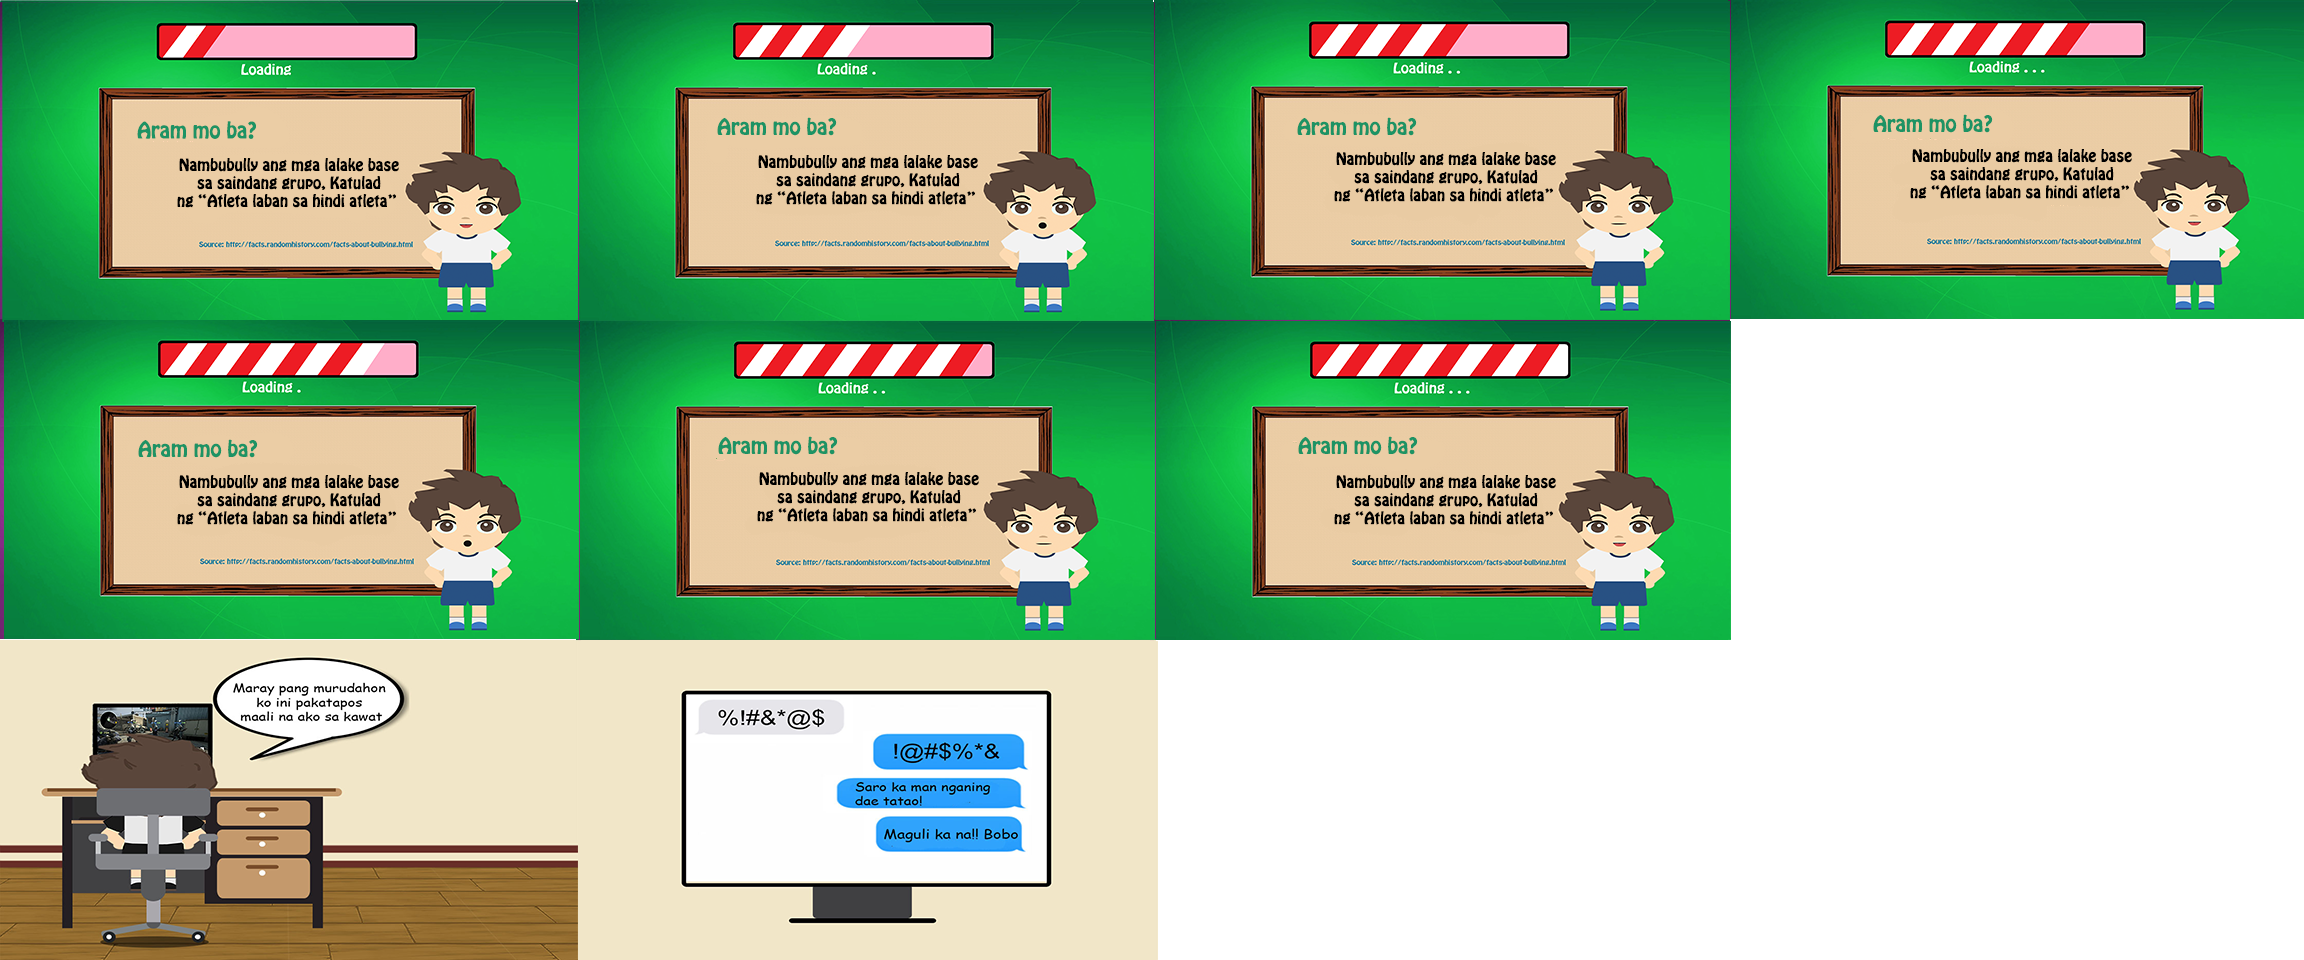 Loading
Aram mo ba?
Nambubully ang mga lalake base
sa saindang grupo, Katulad
ng “Atleta laban sa hindi atleta”
Source: http://facts.randomhistory.com/facts-about-bullying.html
Loading .
Aram mo ba?
Nambubully ang mga lalake base
sa saindang grupo, Katulad
ng “Atleta laban sa hindi atleta”
Source: http://facts.randomhistory.com/facts-about-bullying.html
Loading . .
Aram mo ba?
Nambubully ang mga lalake base
sa saindang grupo, Katulad
ng “Atleta laban sa hindi atleta”
Source: http://facts.randomhistory.com/facts-about-bullying.html
Loading . . .
Aram mo ba?
Nambubully ang mga lalake base
sa saindang grupo, Katulad
ng “Atleta laban sa hindi atleta”
Source: http://facts.randomhistory.com/facts-about-bullying.html
Loading .
Aram mo ba?
Nambubully ang mga lalake base
sa saindang grupo, Katulad
ng “Atleta laban sa hindi atleta”
Source: http://facts.randomhistory.com/facts-about-bullying.html
Loading . .
Aram mo ba?
Nambubully ang mga lalake base
sa saindang grupo, Katulad
ng “Atleta laban sa hindi atleta”
Source: http://facts.randomhistory.com/facts-about-bullying.html
Loading . . .
Aram mo ba?
Nambubully ang mga lalake base
sa saindang grupo, Katulad
ng “Atleta laban sa hindi atleta”
Source: http://facts.randomhistory.com/facts-about-bullying.html
Maray pang murudahon
ko ini pakatapos
maali na ako sa kawat
%!#&*@$
!@#$%*&
Saro ka man nganing
dae tatao!
Maguli ka na!! Bobo